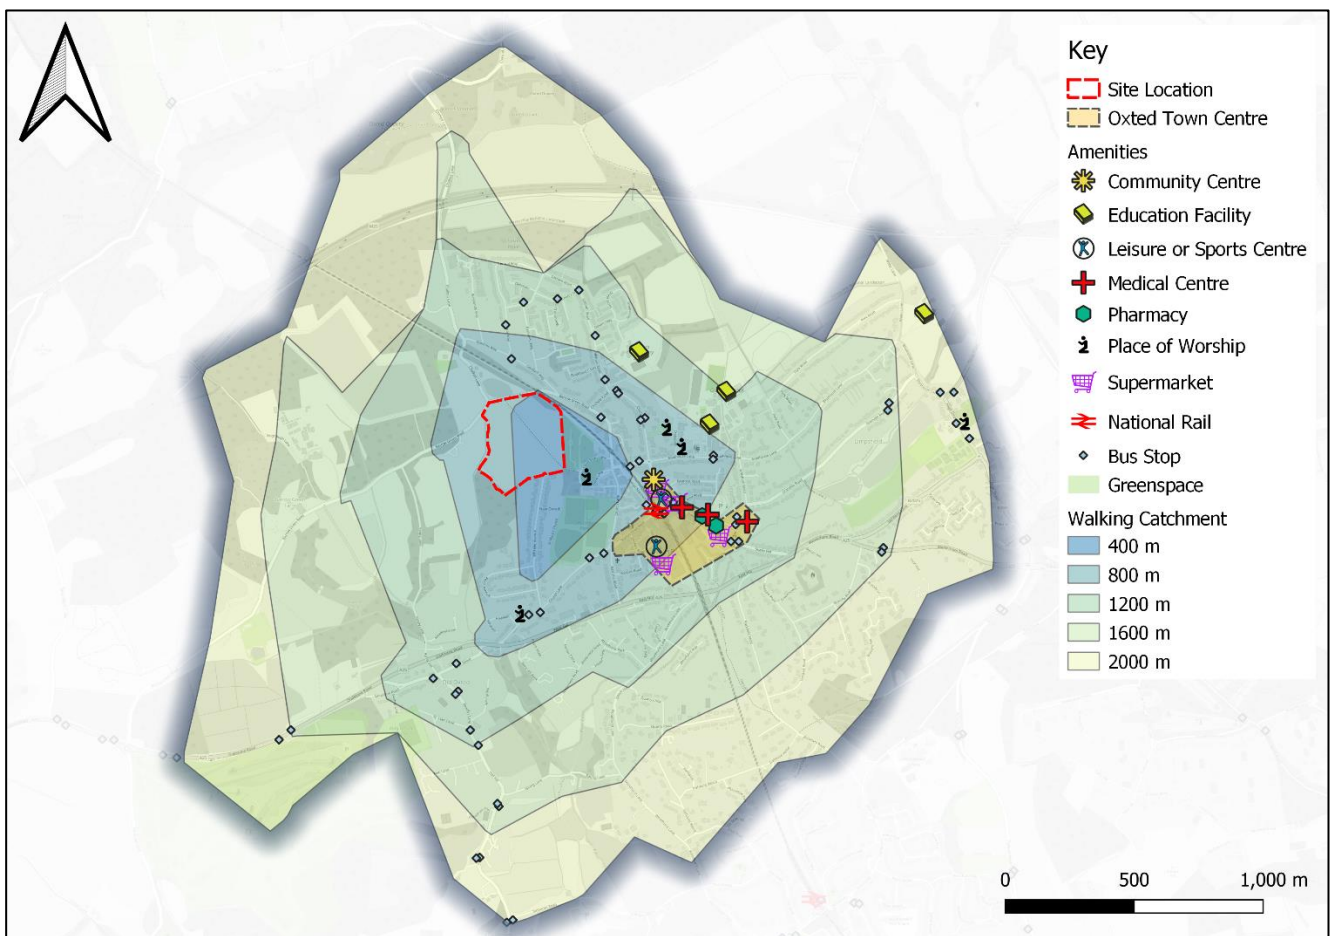 Key
Site Location
Oxted Town Centre
Amenities
Community Centre
Education Facility
Leisure or Sports Centre
Medical Centre
Pharmacy
Place of Worship
Supermarket
National Rail
Bus Stop
Greenspace
Walking Catchment
400 m
800 m
1200 m
1600 m
2000 m
0 500 1,000 m